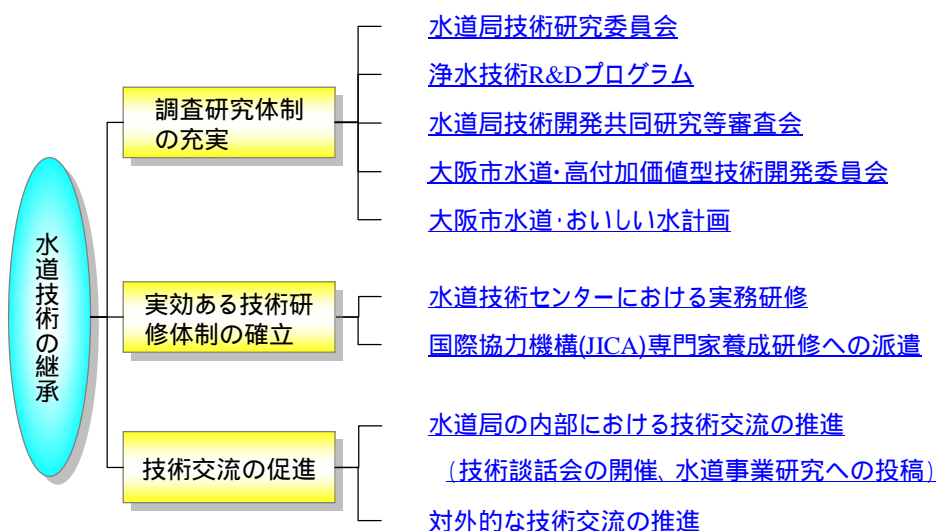 水道技術の継承
調査研究体制
の充実
水道局技術研究委員会
浄水技術R&Dプログラム
水道局技術開発共同研究等審査会
大阪市水道・高付加価値型技術開発委員会
大阪市水道・おいしい水計画
実効ある技術研
修体制の確立
水道技術センターにおける実務研修
国際協力機構(JICA)専門家養成研修への派遣
技術交流の促進
水道局の内部における技術交流の推進
(技術談話会の開催、水道事業研究への投稿)
対外的な技術交流の推進